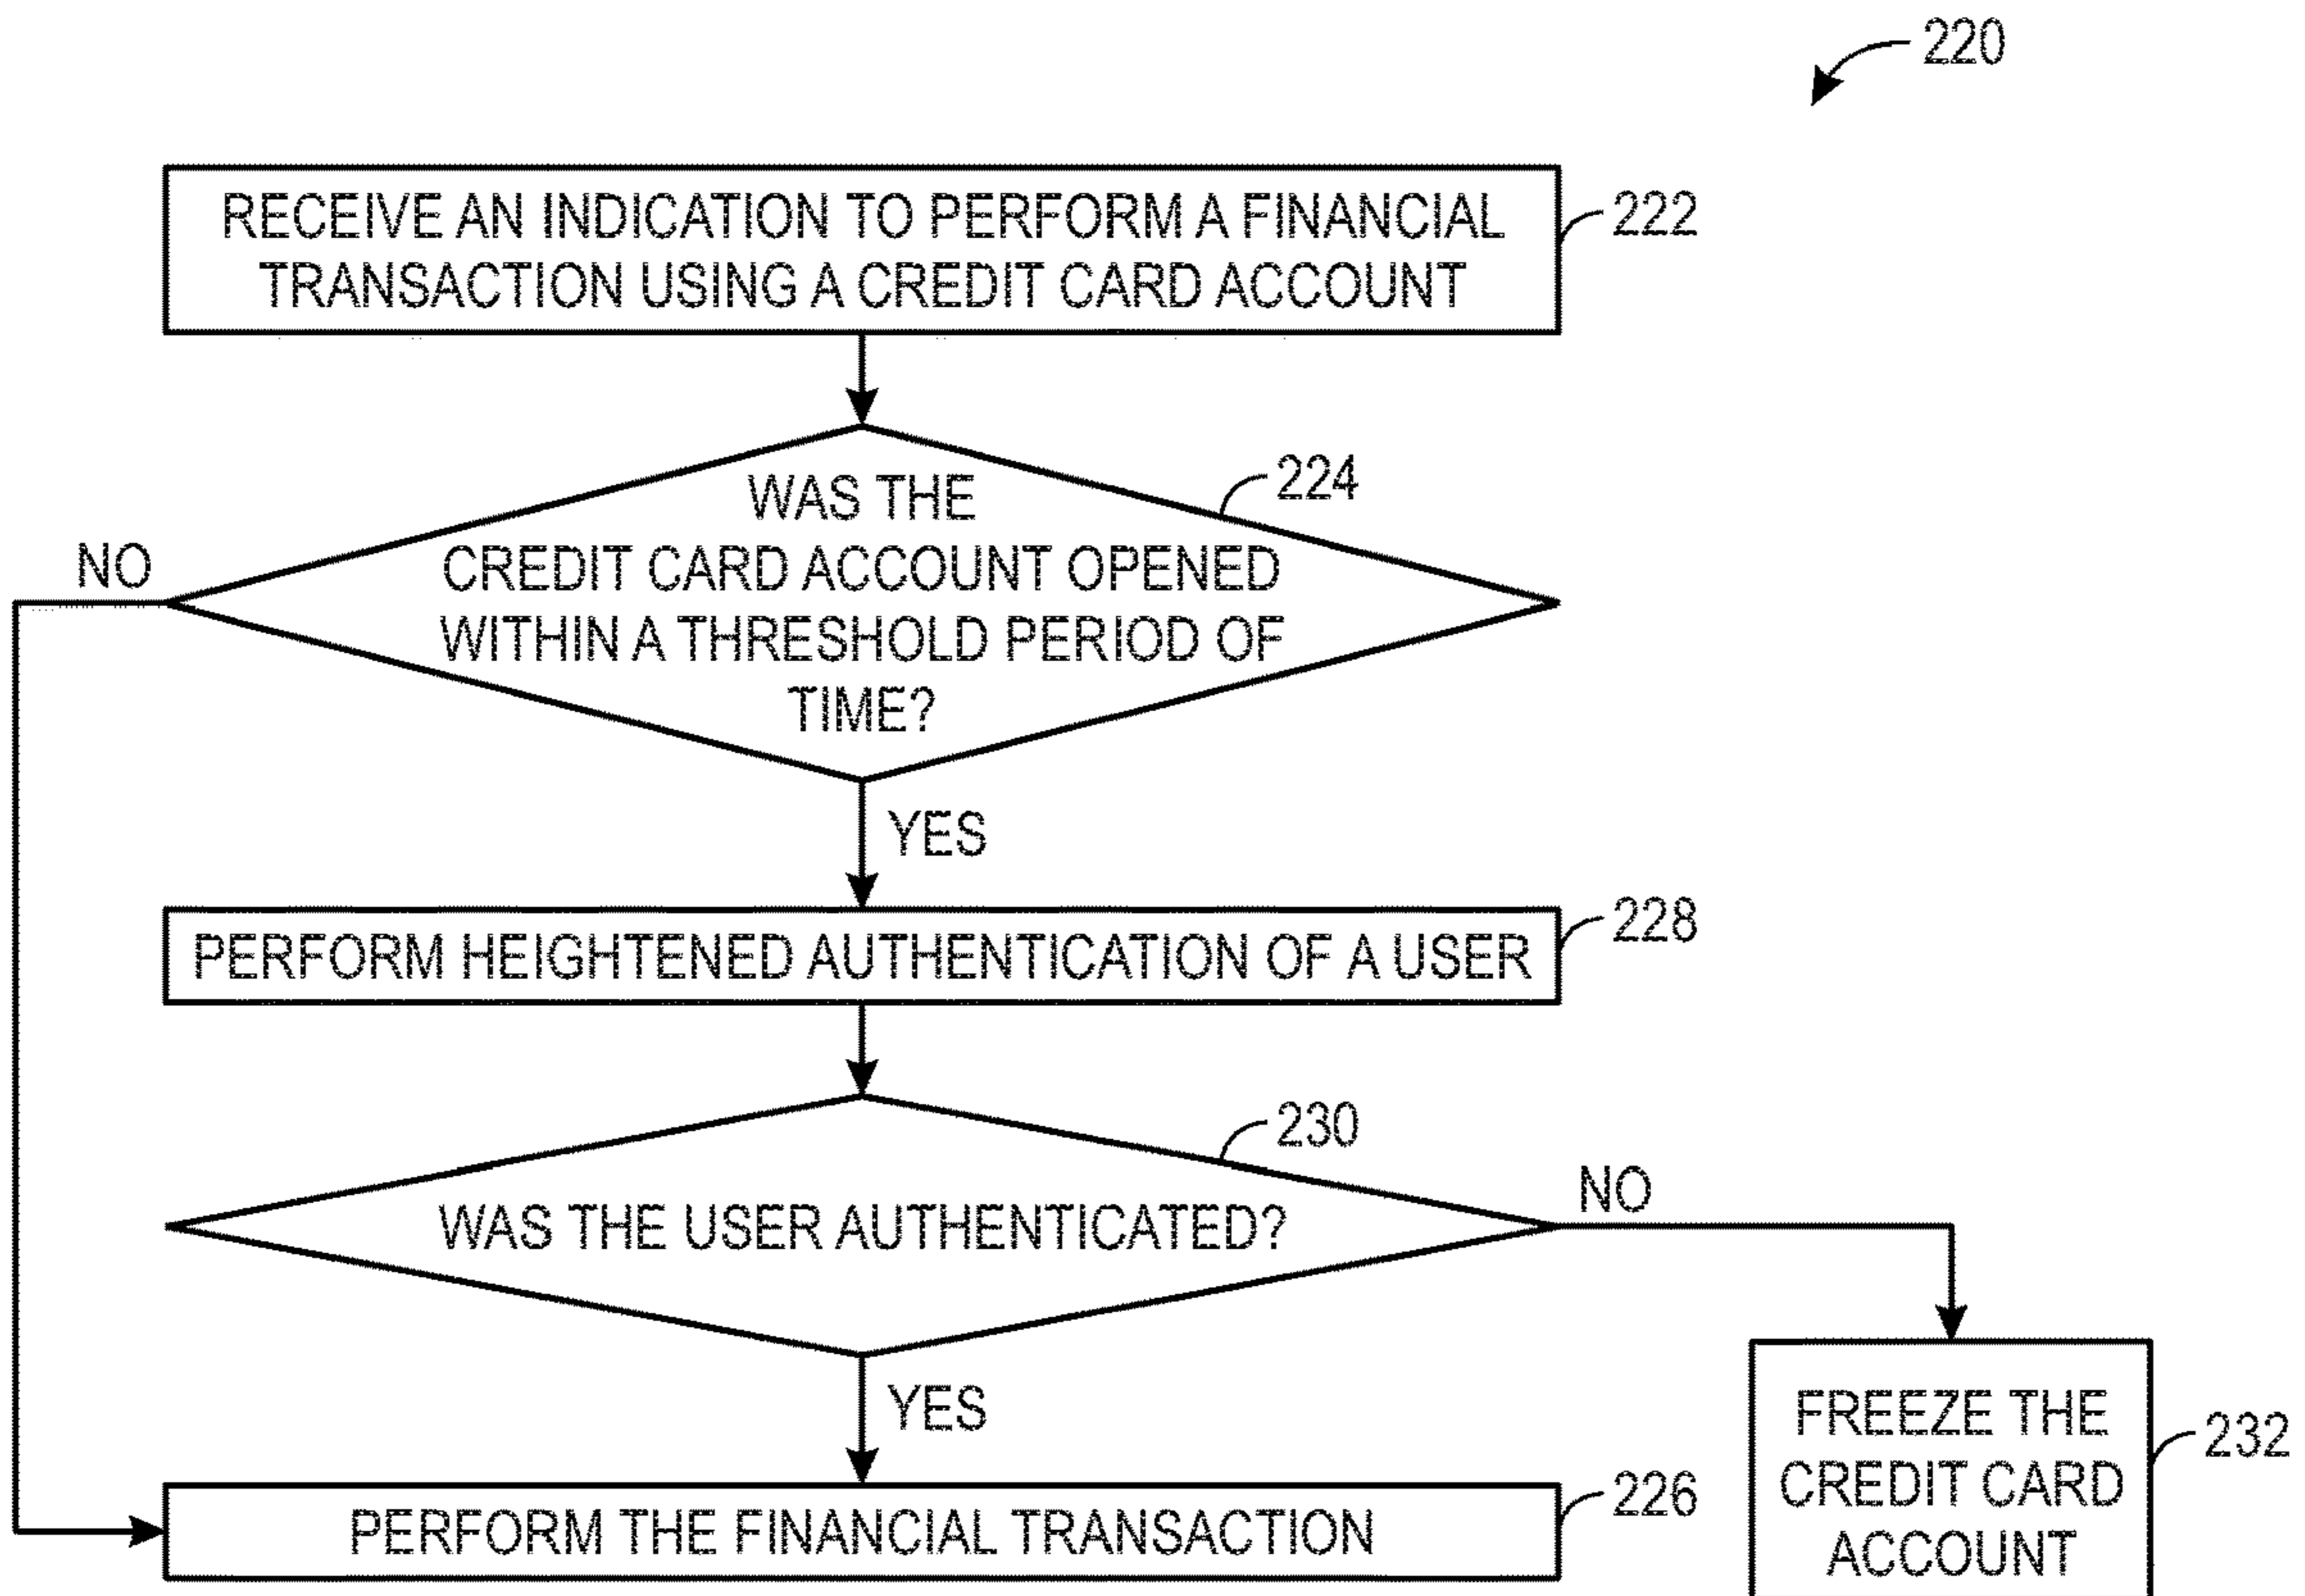 220
RECEIVE AN INDICATION TO PERFORM A FINANCIAL
TRANSACTION USING A CREDIT CARD ACCOUNT
222
WAS THE
CREDIT CARD ACCOUNT OPENED
WITHIN A THRESHOLD PERIOD OF
TIME?
224
NO
YES
PERFORM HEIGHTENED AUTHENTICATION OF A USER
228
WAS THE USER AUTHENTICATED?
230
NO
YES
PERFORM THE FINANCIAL TRANSACTION
226
FREEZE THE
CREDIT CARD
ACCOUNT
232